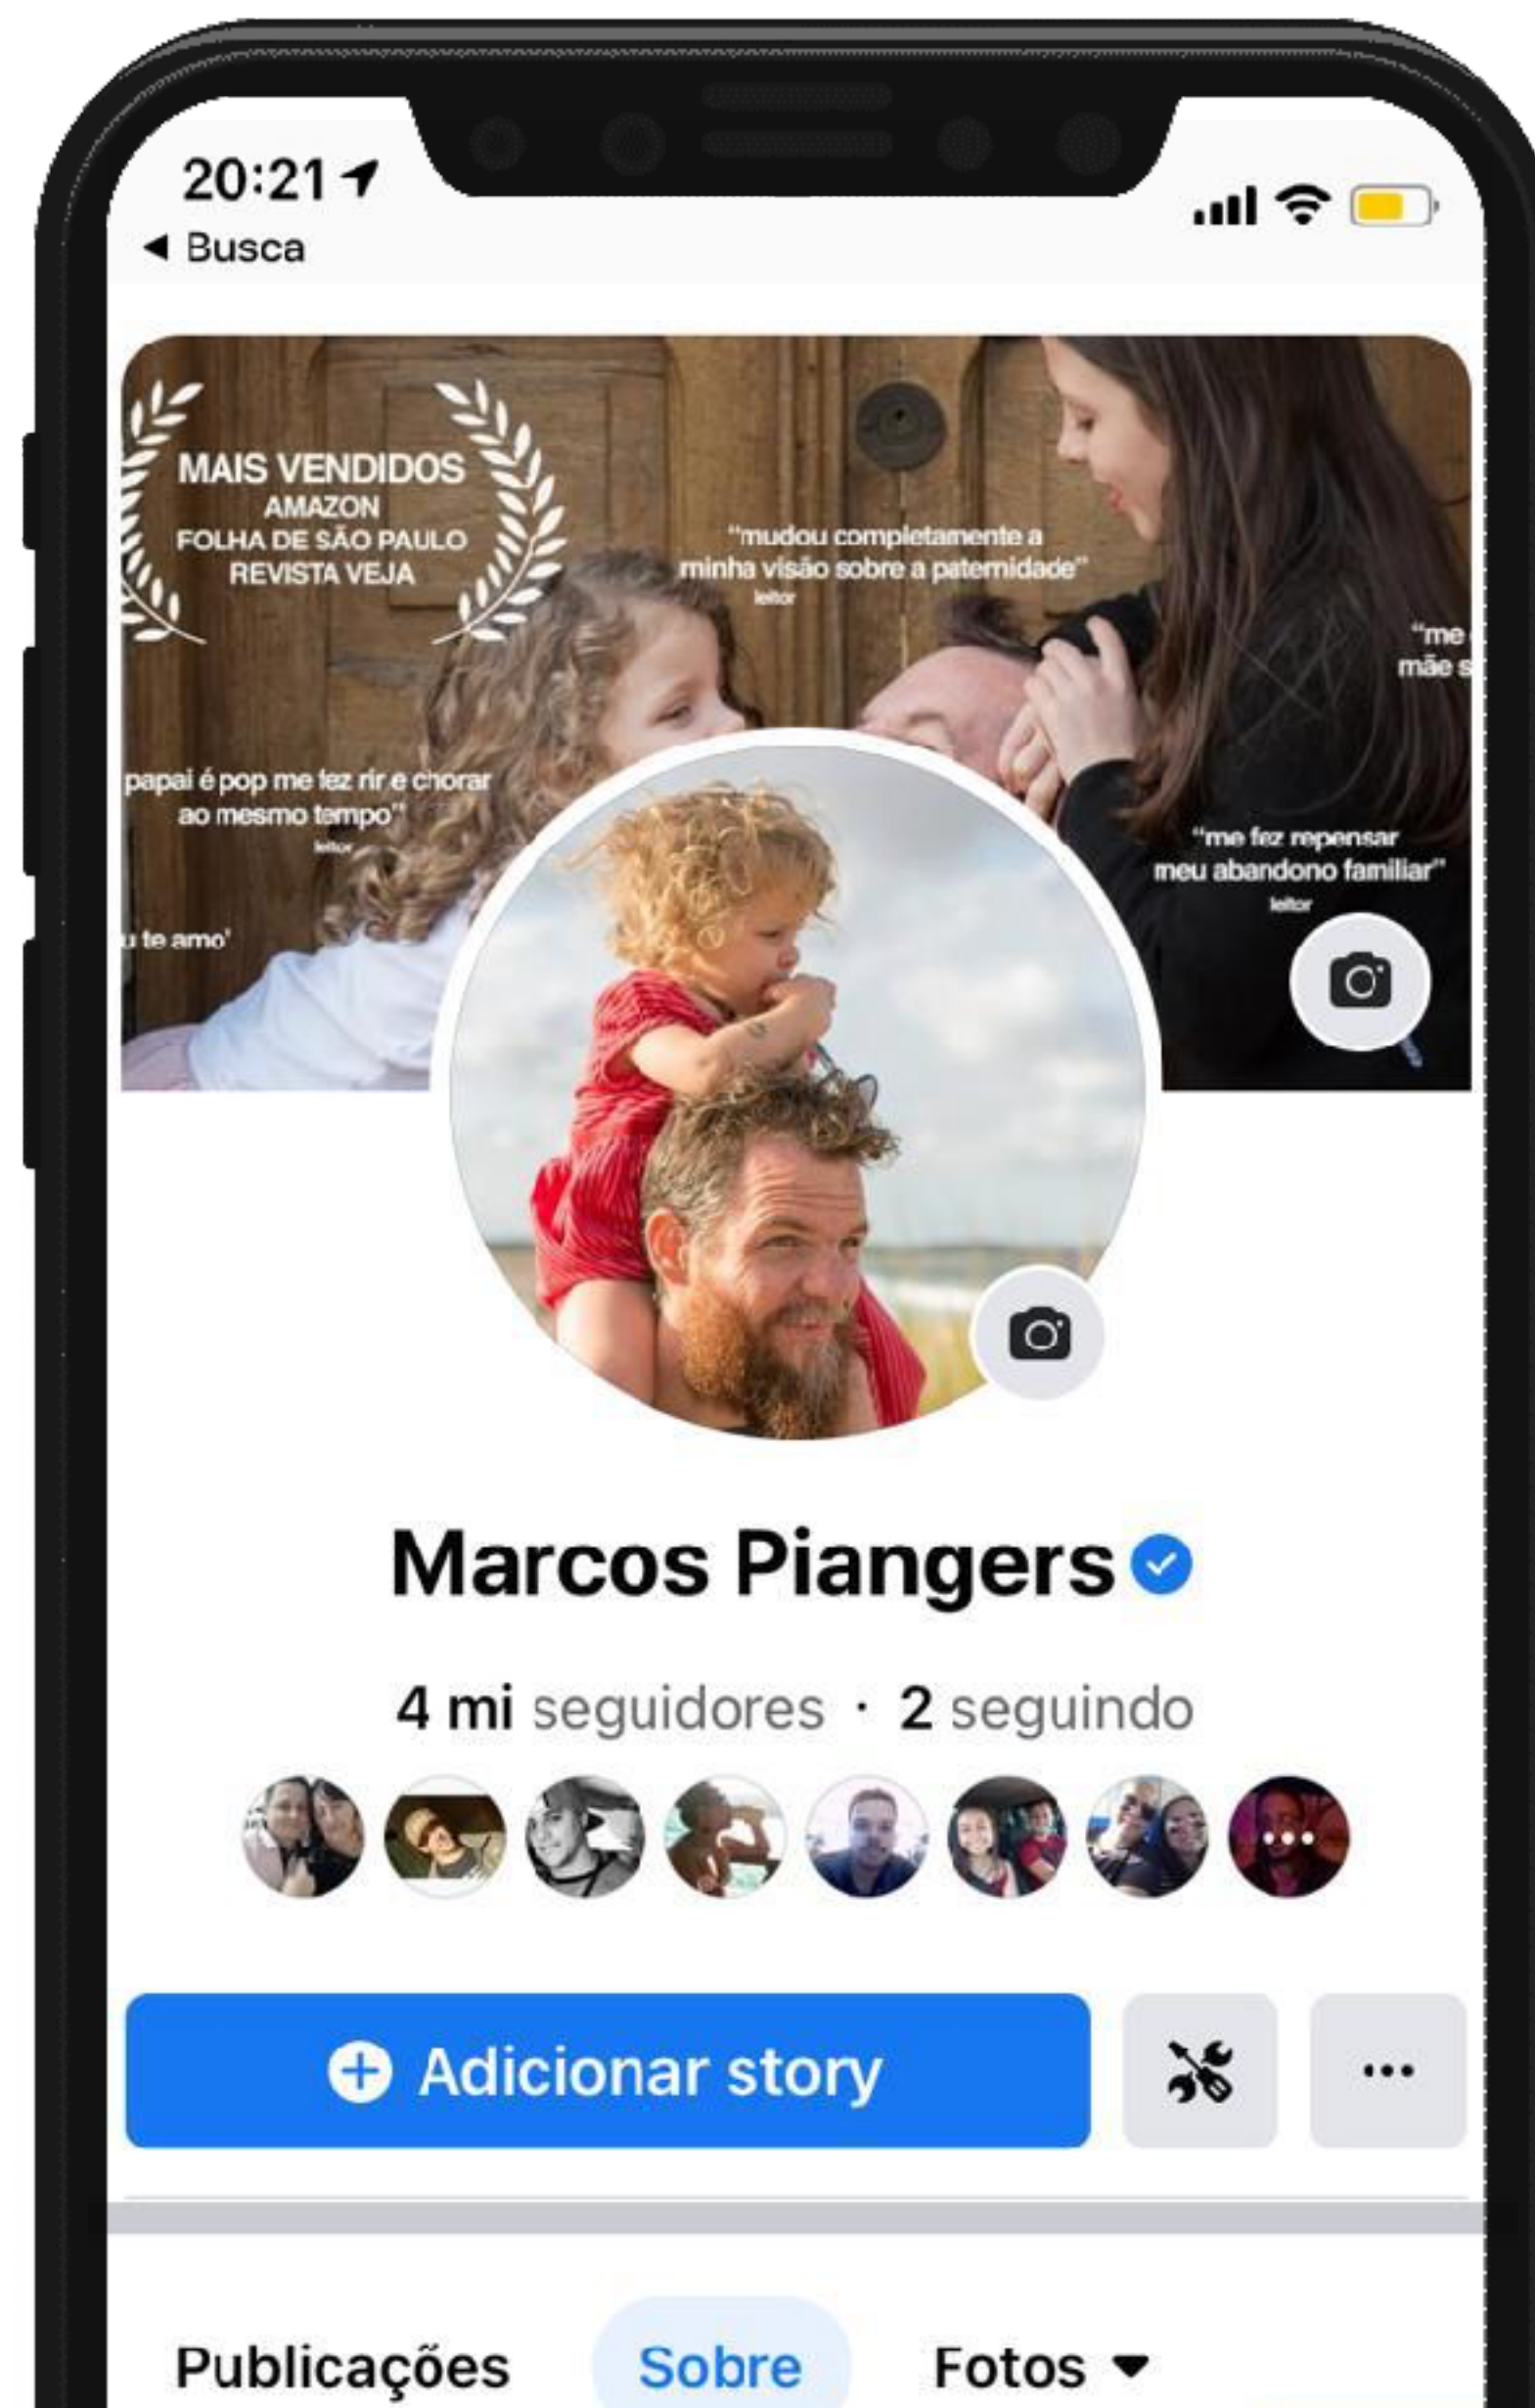 20:21
Busca
MAIS VENDIDOS
AMAZON
FOLHA DE SÃO PAULO
REVISTA VEJA
“mudou completamente a
minha visão sobre a paternidade”
leitor
“me
mãe s
papai é pop me fez rir e chorar
ao mesmo tempo”
leitor
“me fez repensar
meu abandono familiar”
leitor
u te amo'
Marcos Piangers
4 mi seguidores · 2 seguindo
Adicionar story
Publicações Sobre Fotos